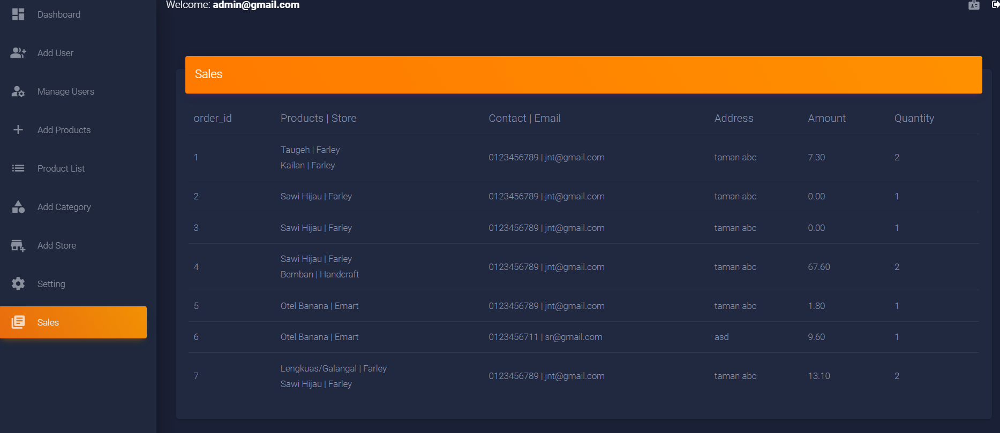 Welcome: admin@gmail.com
Dashboard
Add User
Manage Users
Add Products
Product List
Add Category
Add Store
Setting
Sales
Sales
order_id Products | Store Contact | Email Address Amount Quantity
1 Taugeh | Farley 0123456789 | jnt@gmail.com taman abc 7.30 2
Kailan | Farley
2 Sawi Hijau | Farley 0123456789 | jnt@gmail.com taman abc 0.00 1
3 Sawi Hijau | Farley 0123456789 | jnt@gmail.com taman abc 0.00 1
4 Sawi Hijau | Farley 0123456789 | jnt@gmail.com taman abc 67.60 2
Bemban | Handcraft
5 Otel Banana | Emart 0123456789 | jnt@gmail.com taman abc 1.80 1
6 Otel Banana | Emart 0123456711 | sr@gmail.com asd 9.60 1
7 Lengkuas/Galangal | Farley 0123456789 | jnt@gmail.com taman abc 13.10 2
Sawi Hijau | Farley